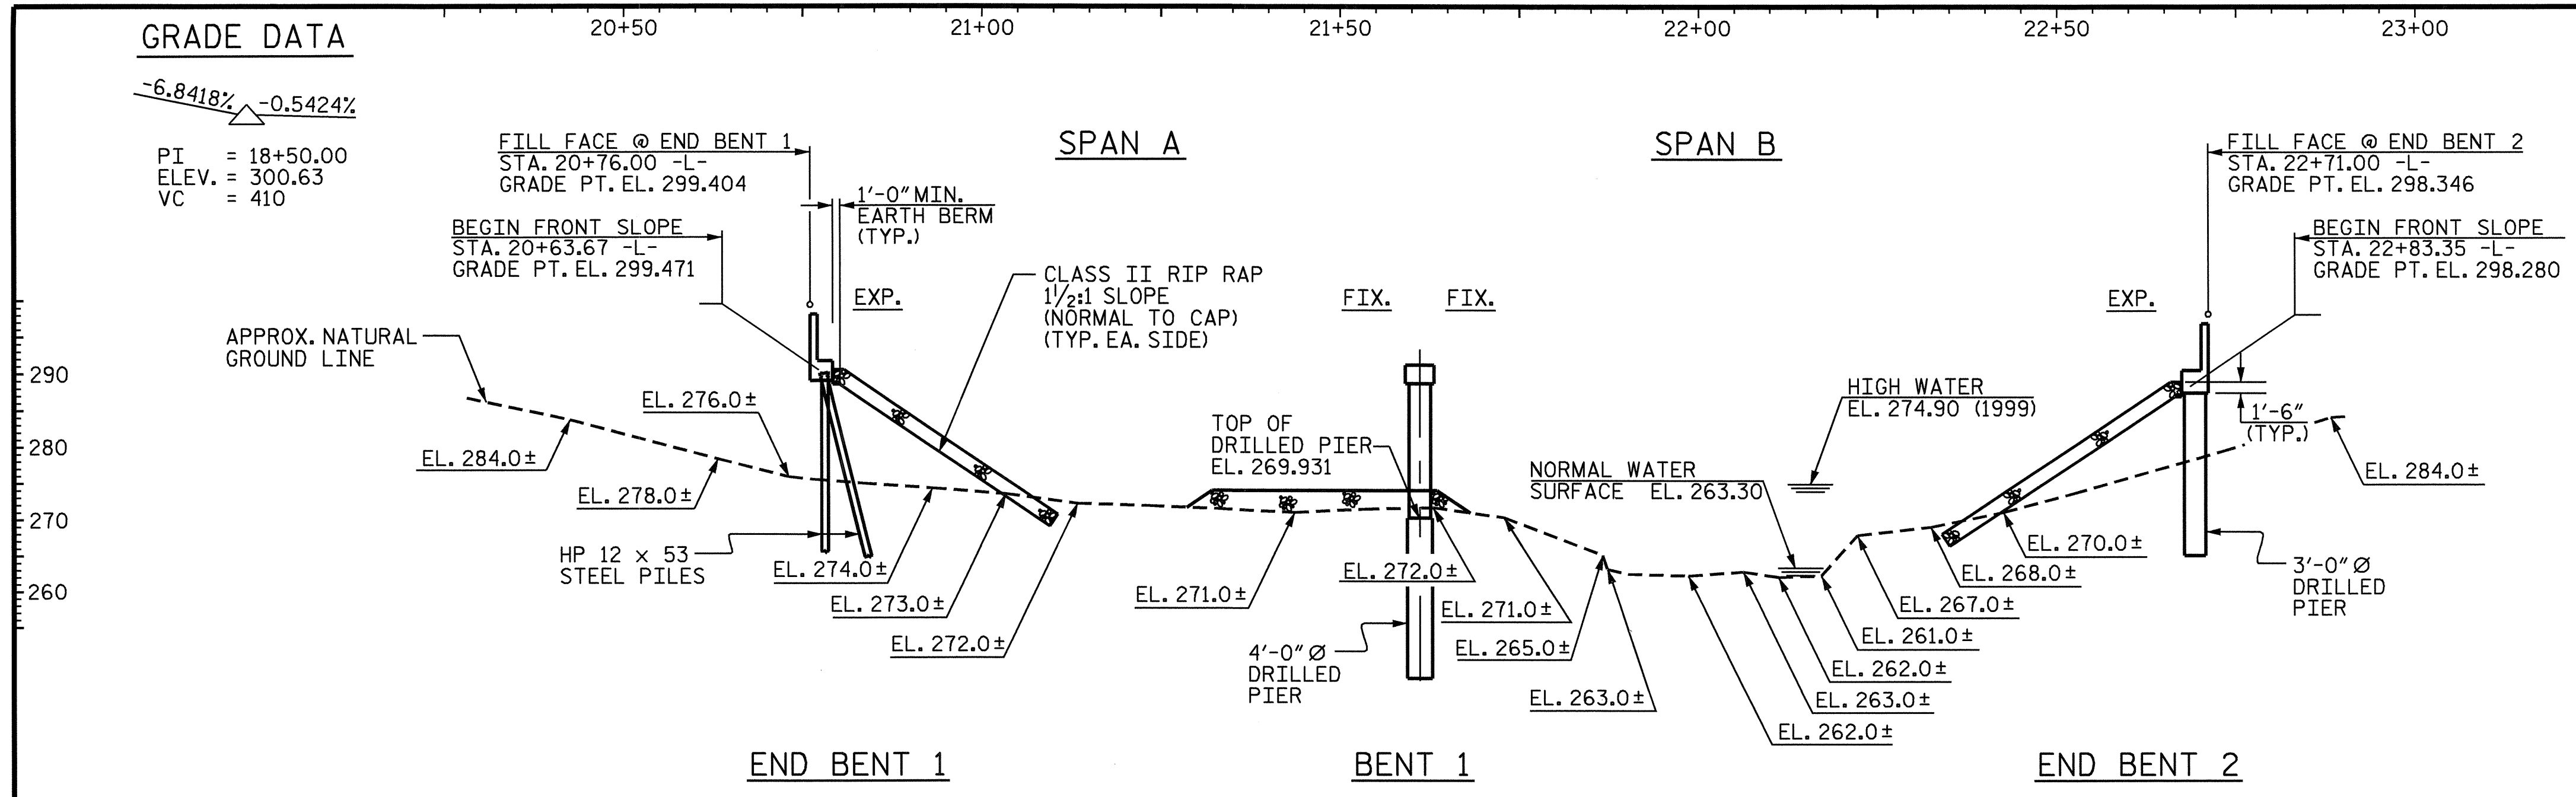 20+50
21+00
21+50
22+00
22+50
23+00
GRADE DATA
-6.8418%
-0.5424%
PI = 18+50.00
ELEV. = 300.63
VC = 410
FILL FACE @ END BENT 1
STA. 20+76.00 -L-
GRADE PT. EL. 299.404
BEGIN FRONT SLOPE
STA. 20+63.67 -L-
GRADE PT. EL. 299.471
1'-0" MIN.
EARTH BERM
(TYP.)
SPAN A
SPAN B
FILL FACE @ END BENT 2
STA. 22+71.00 -L-
GRADE PT. EL. 298.346
BEGIN FRONT SLOPE
STA. 22+83.35 -L-
GRADE PT. EL. 298.280
CLASS II RIP RAP
1 1/2:1 SLOPE
(NORMAL TO CAP)
(TYP. EA. SIDE)
EXP.
FIX.
FIX.
EXP.
APPROX. NATURAL
GROUND LINE
290
280
270
260
EL. 284.0±
EL. 278.0±
EL. 276.0±
HP 12 x 53
STEEL PILES
EL. 274.0±
EL. 273.0±
EL. 272.0±
TOP OF
DRILLED PIER
EL. 269.931
EL. 271.0±
EL. 272.0±
4'-0" Ø
DRILLED
PIER
EL. 271.0±
EL. 265.0±
EL. 263.0±
HIGH WATER
EL. 274.90 (1999)
NORMAL WATER
SURFACE EL. 263.30
EL. 262.0±
EL. 263.0±
EL. 262.0±
EL. 261.0±
EL. 267.0±
EL. 268.0±
EL. 270.0±
1'-6"
(TYP.)
EL. 284.0±
3'-0" Ø
DRILLED
PIER
END BENT 1
BENT 1
END BENT 2